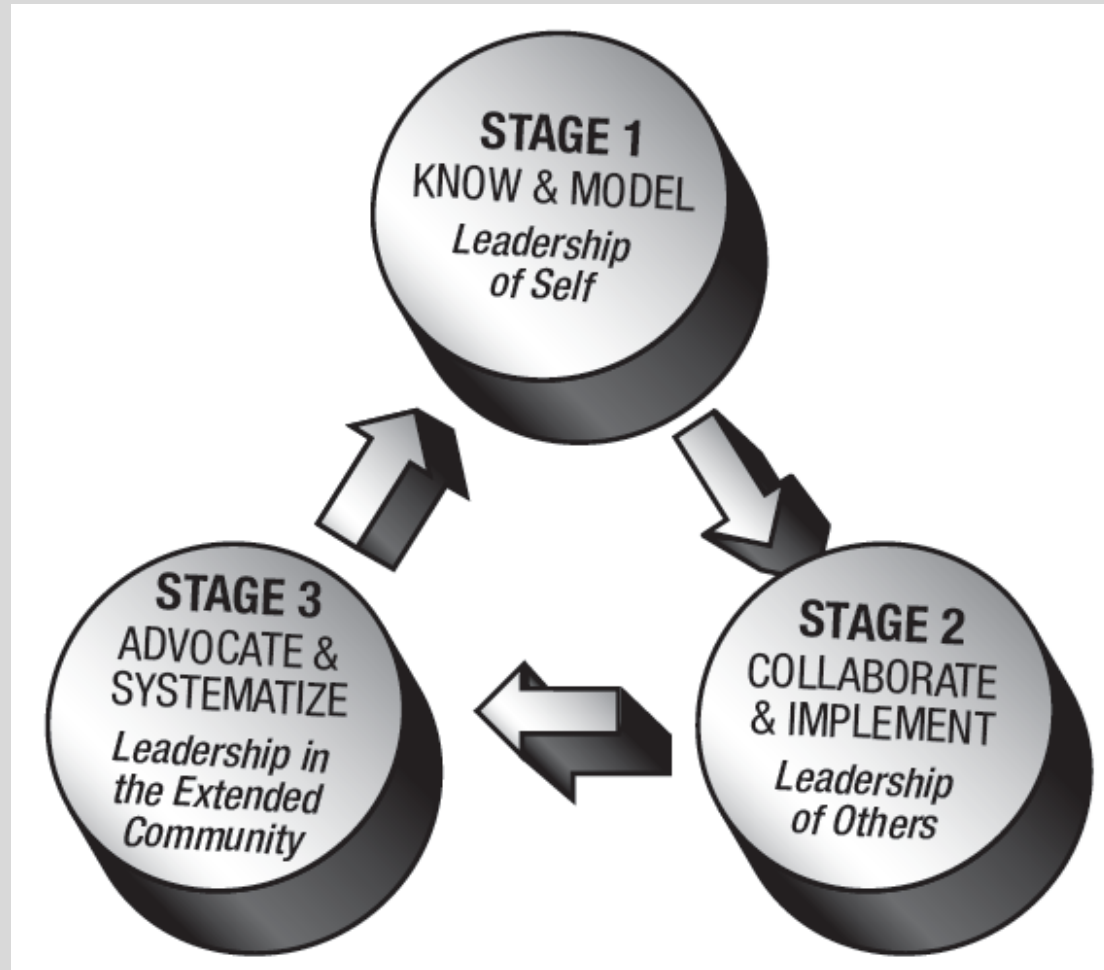 STAGE 1
KNOW & MODEL
Leadership
of Self
STAGE 2
COLLABORATE
& IMPLEMENT
Leadership
of Others
STAGE 3
ADVOCATE &
SYSTEMATIZE
Leadership in
the Extended
Community